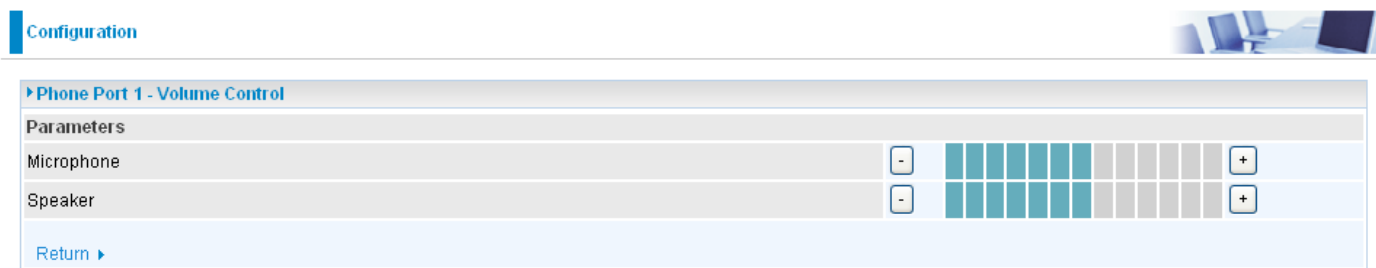 Configuration
Phone Port 1 - Volume Control
Parameters
Microphone - +
Speaker - +
Return